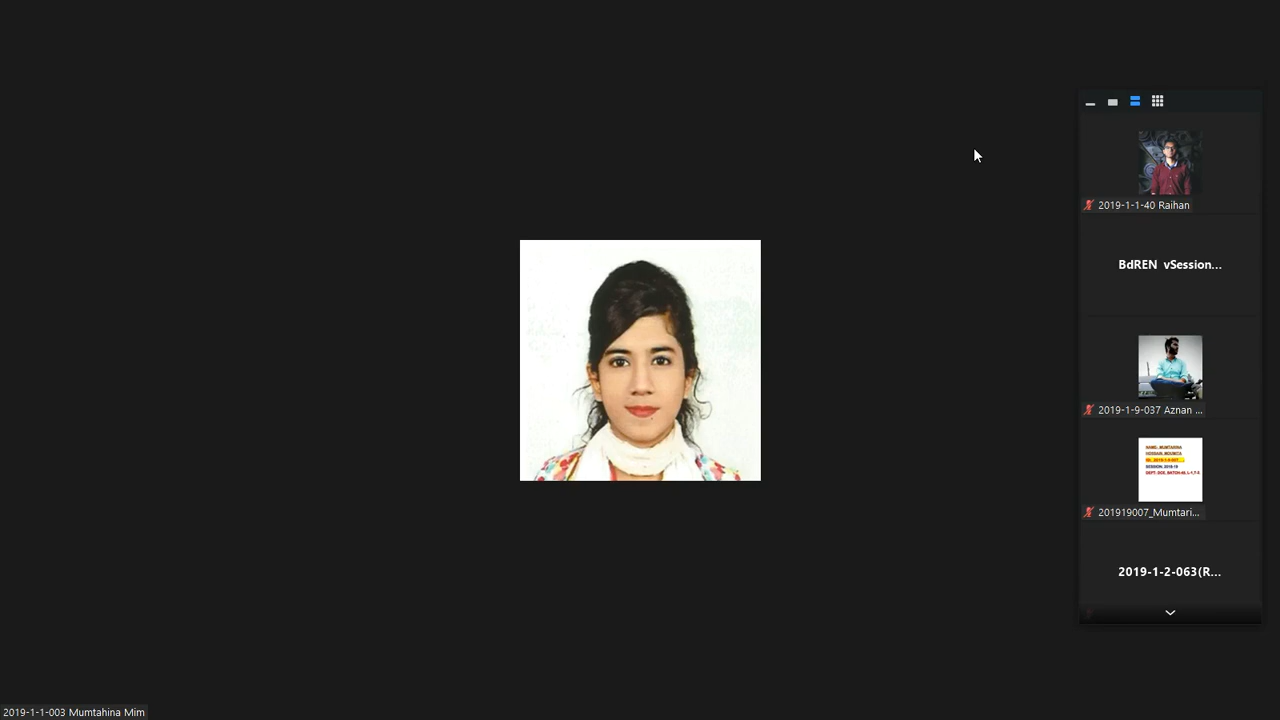 2019-1-1-40 Raihan
BdREN vSession...
2019-1-9-037 Aznan ...
201919007_Mumtari...
2019-1-2-063(R...
2019-1-1-003 Mumtahina Mim